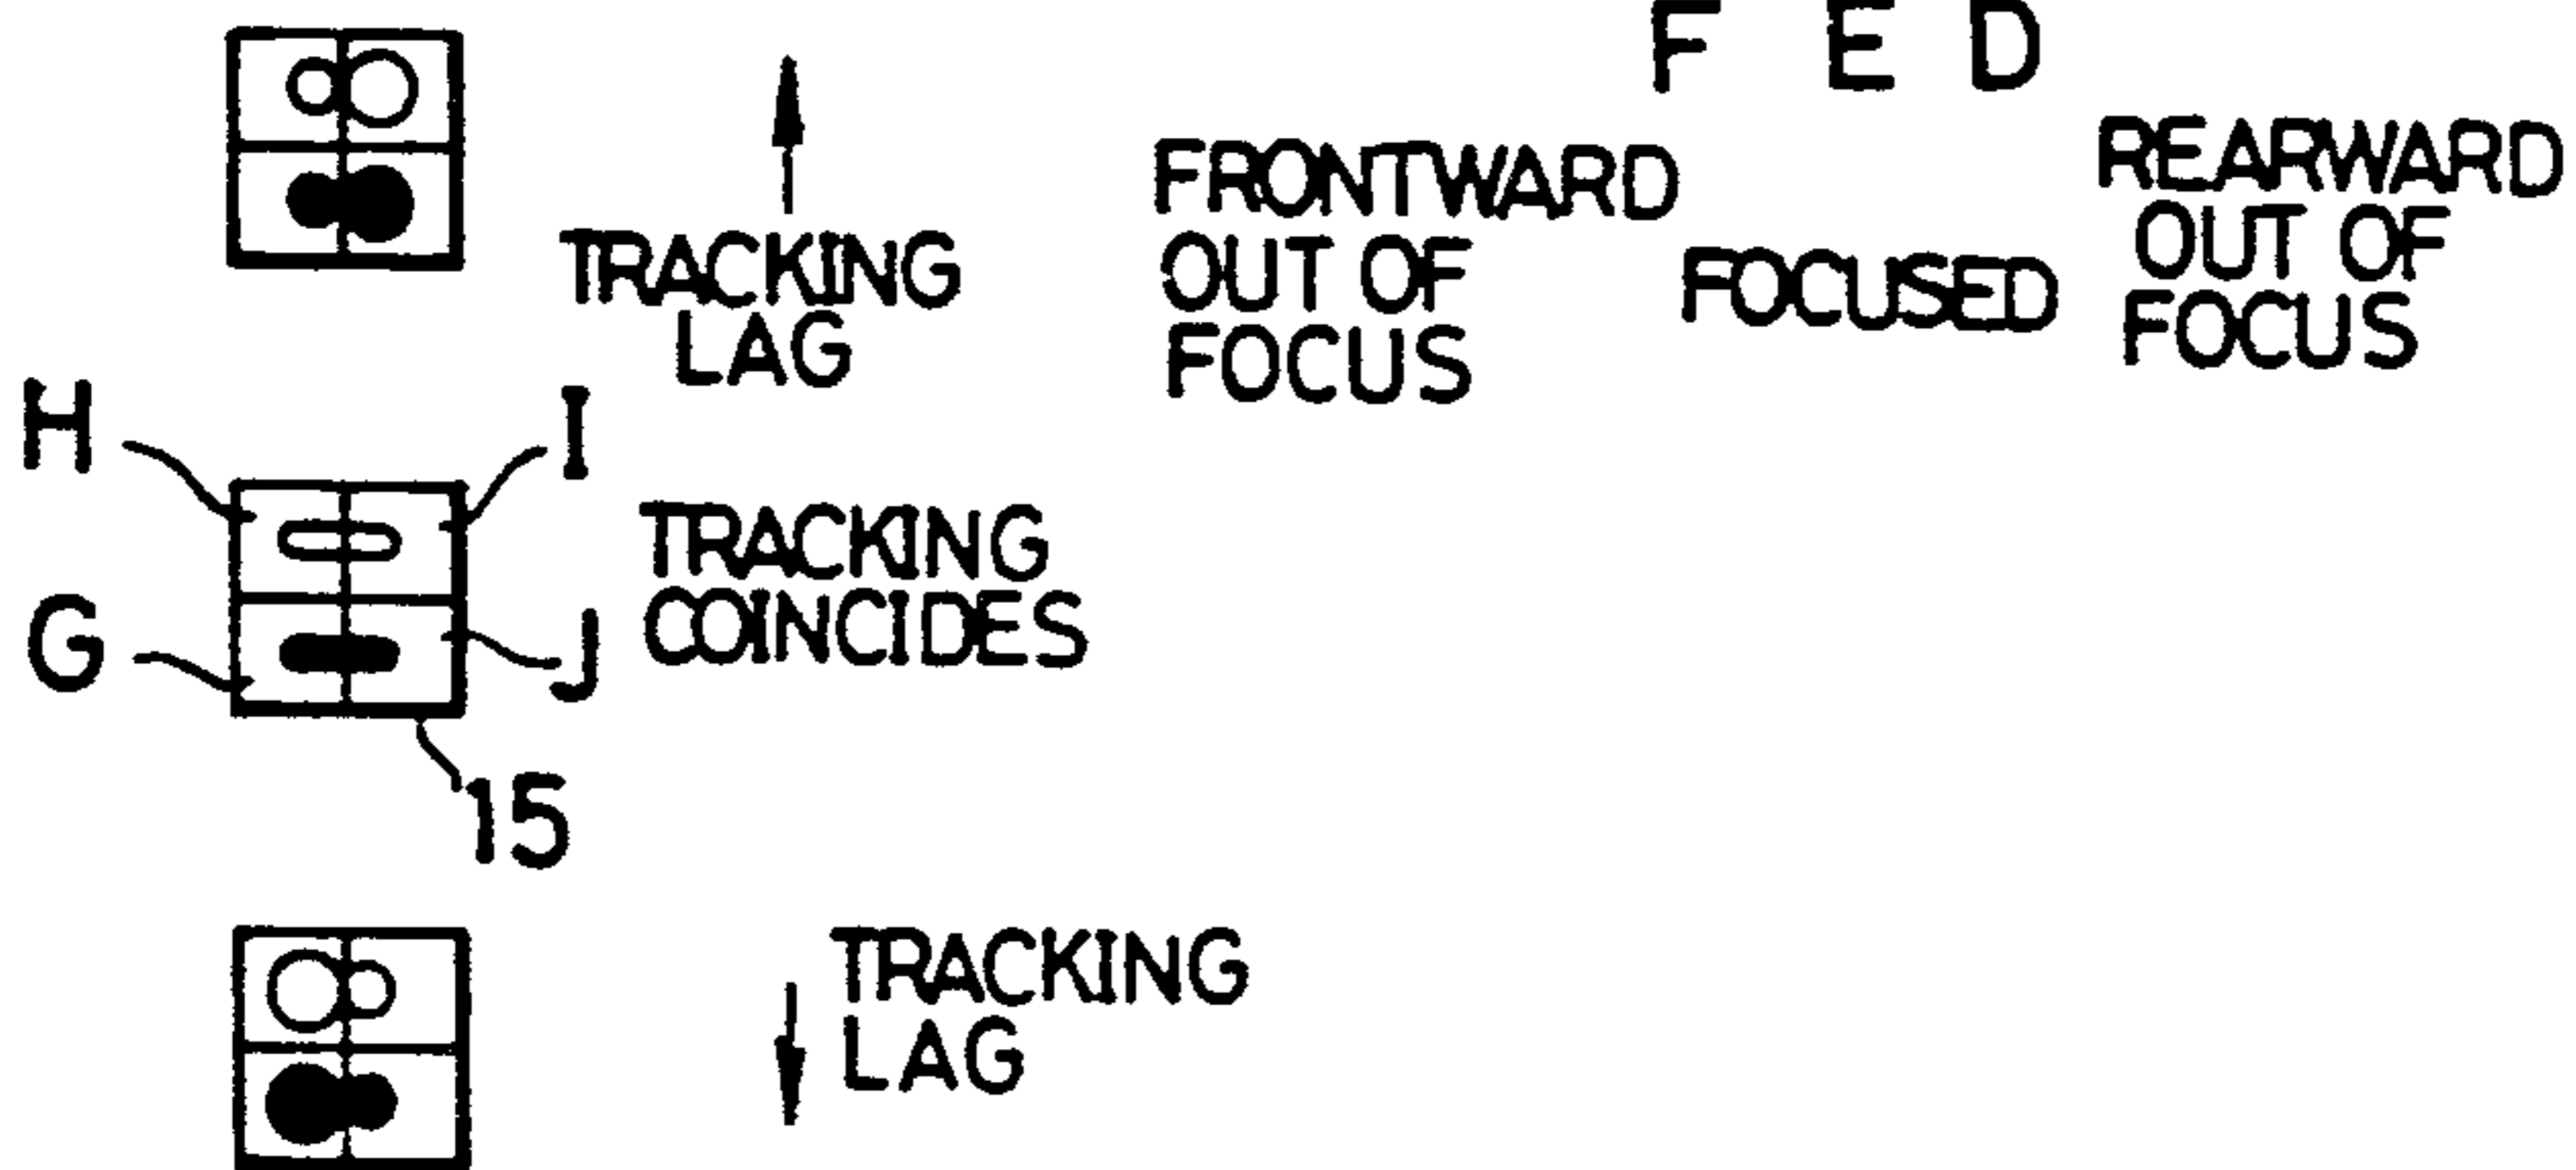 F E D
FRONTWARD
OUT OF
FOCUS
FOCUSED
REARWARD
OUT OF
FOCUS
TRACKING
LAG
H
I
G
J
TRACKING
COINCIDES
15
TRACKING
LAG